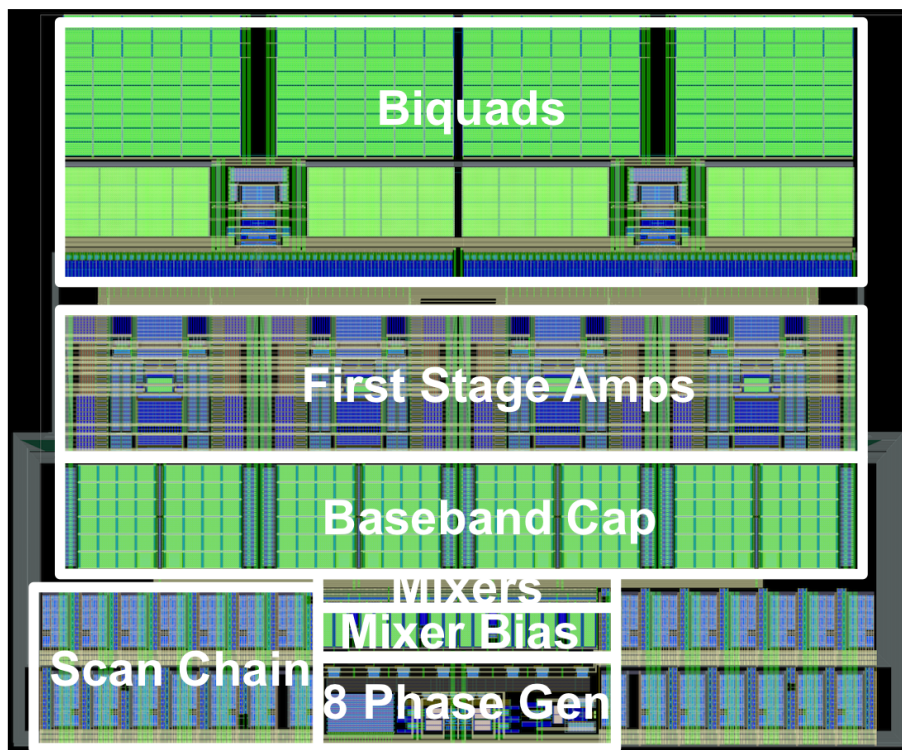 Biquads
First Stage Amps
Baseband Cap
Mixers
Mixer Bias
Scan Chain
8 Phase Gen